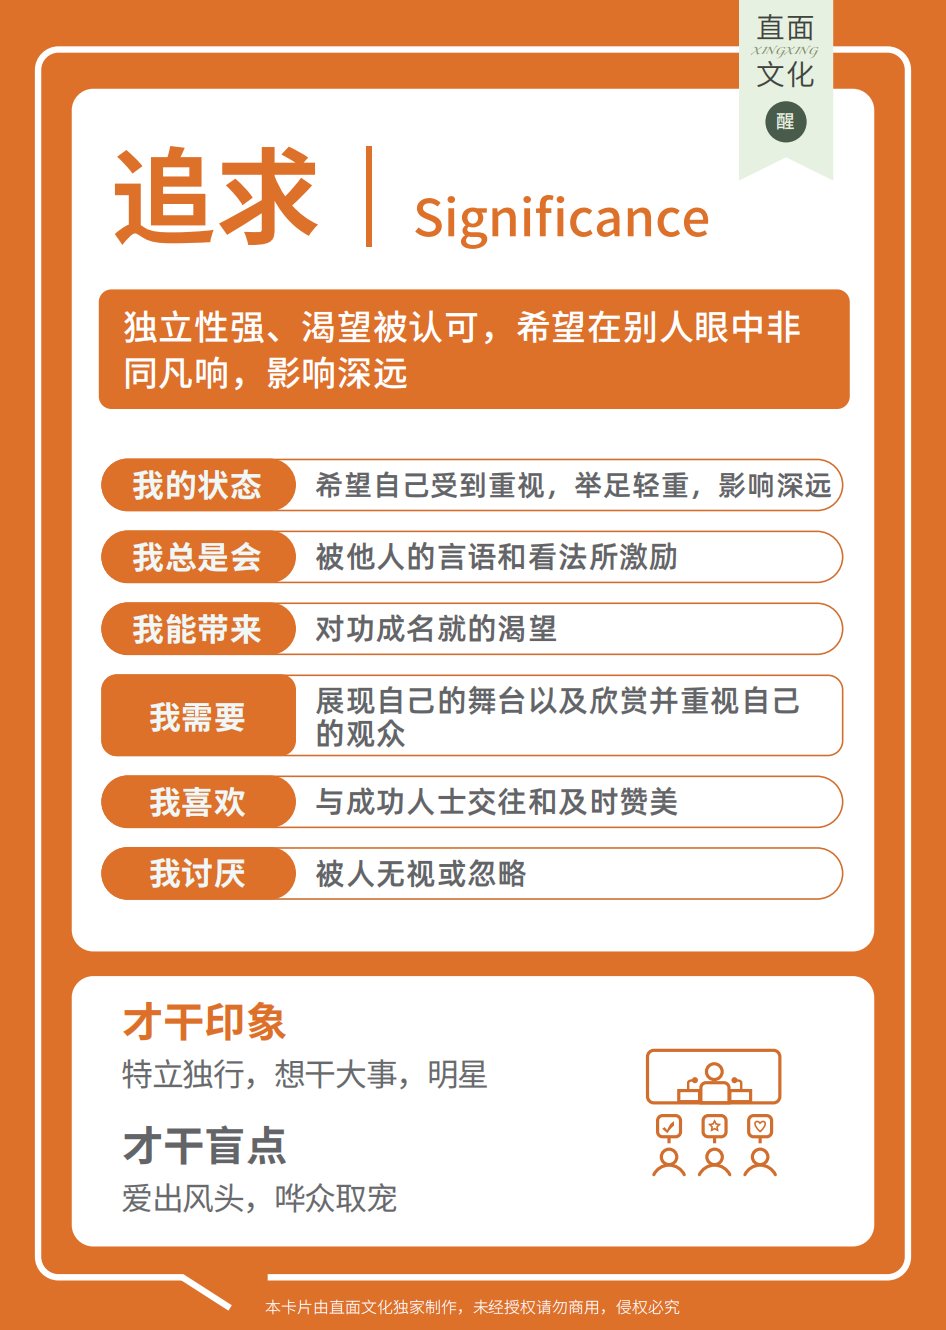 直面
XINGXING
文化
醒
追求
Significance
独立性强、渴望被认可，希望在别人眼中非
同凡响，影响深远
我的状态 希望自己受到重视，举足轻重，影响深远
我总是会 被他人的言语和看法所激励
我能带来 对功成名就的渴望
我需要 展现自己的舞台以及欣赏并重视自己
的观众
我喜欢 与成功人士交往和及时赞美
我讨厌 被人无视或忽略
才干印象
特立独行，想干大事，明星
才干盲点
爱出风头，哗众取宠
本卡片由直面文化独家制作，未经授权请勿商用，侵权必究